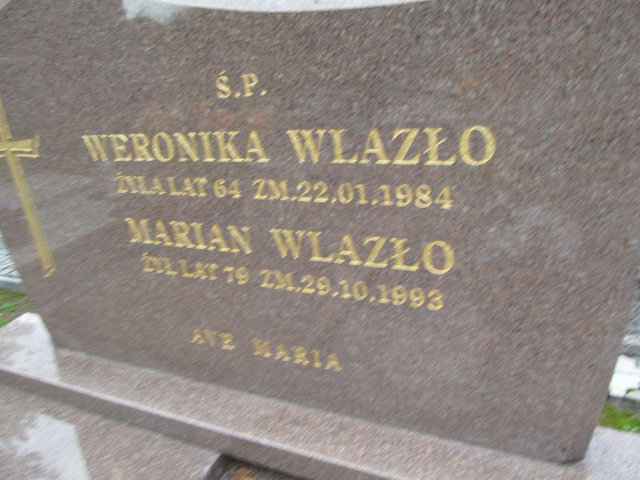 Ś.P.
WERONIKA WLAZŁO
ŻYŁA LAT 64 ZM.22.01.1984
MARIAN WLAZŁO
ŻYŁ LAT 79 ZM.29.10.1993
AVE MARIA